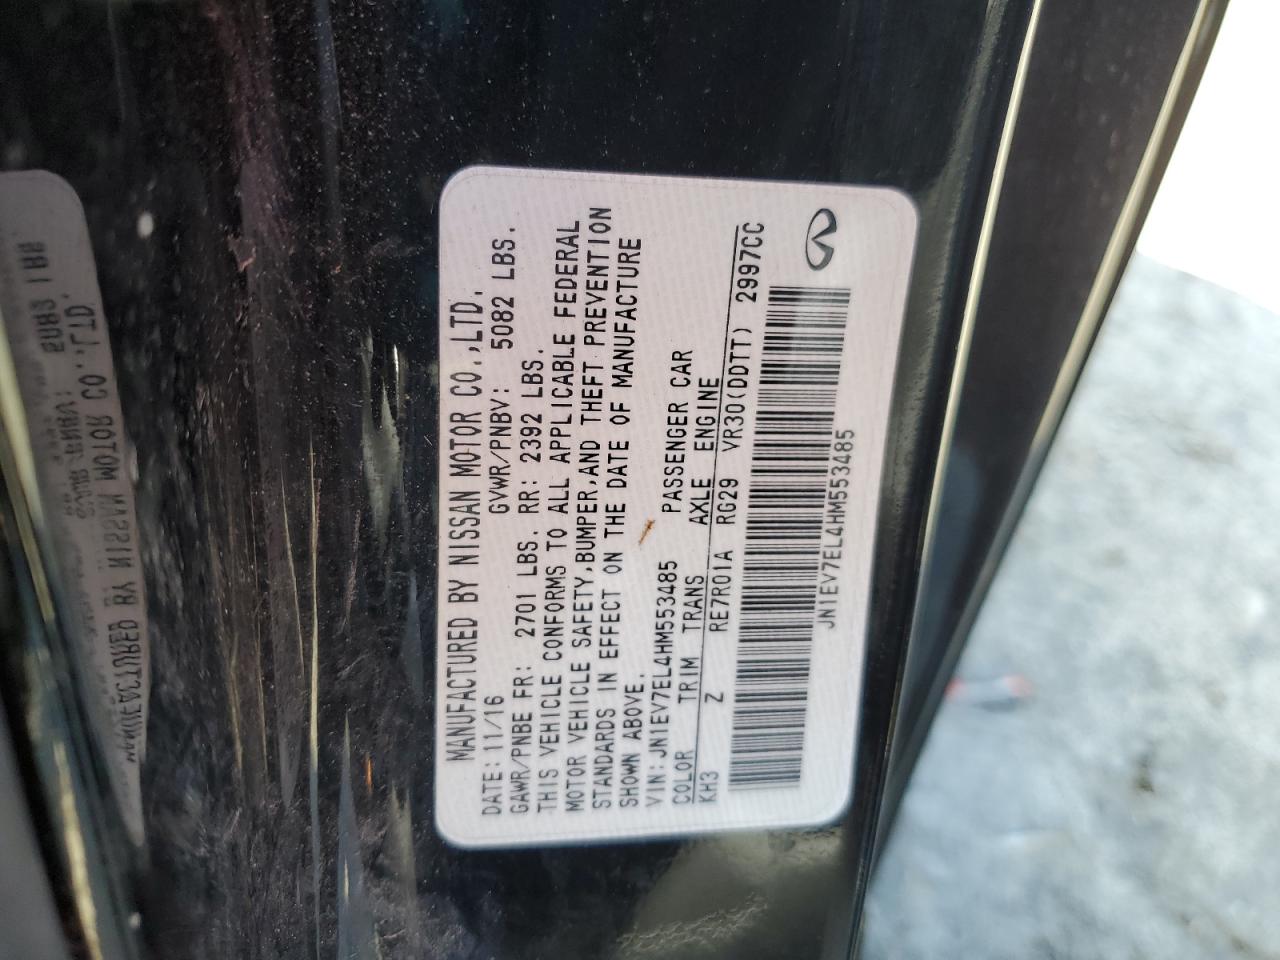 MANUFACTURED BY NISSAN MOTOR CO.,LTD.
DATE: 11/16 GVWR/PNBV: 5082 LBS.
GAWR/PNBE FR: 2701 LBS. RR: 2392 LBS.
THIS VEHICLE CONFORMS TO ALL APPLICABLE FEDERAL
MOTOR VEHICLE SAFETY,BUMPER,AND THEFT PREVENTION
STANDARDS IN EFFECT ON THE DATE OF MANUFACTURE
SHOWN ABOVE.
VIN:JN1EV7EL4HM553485 PASSENGER CAR
COLOR TRIM TRANS AXLE ENGINE
KH3 Z RE7R01A RG29 VR30(DDTT) 2997CC
JN1EV7EL4HM553485